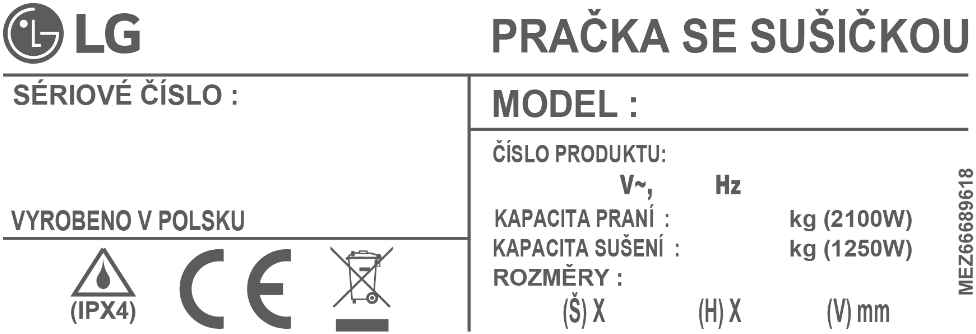 LG
PRAČKA SE SUŠIČKOU
SÉRIOVÉ ČÍSLO :
VYROBENO V POLSKU
(IPX4)
CE
MODEL :
ČÍSLO PRODUKTU:
V~, Hz
KAPACITA PRANÍ : kg (2100W)
KAPACITA SUŠENÍ : kg (1250W)
ROZMĚRY :
(Š) X (H) X (V) mm
MEZ66689618